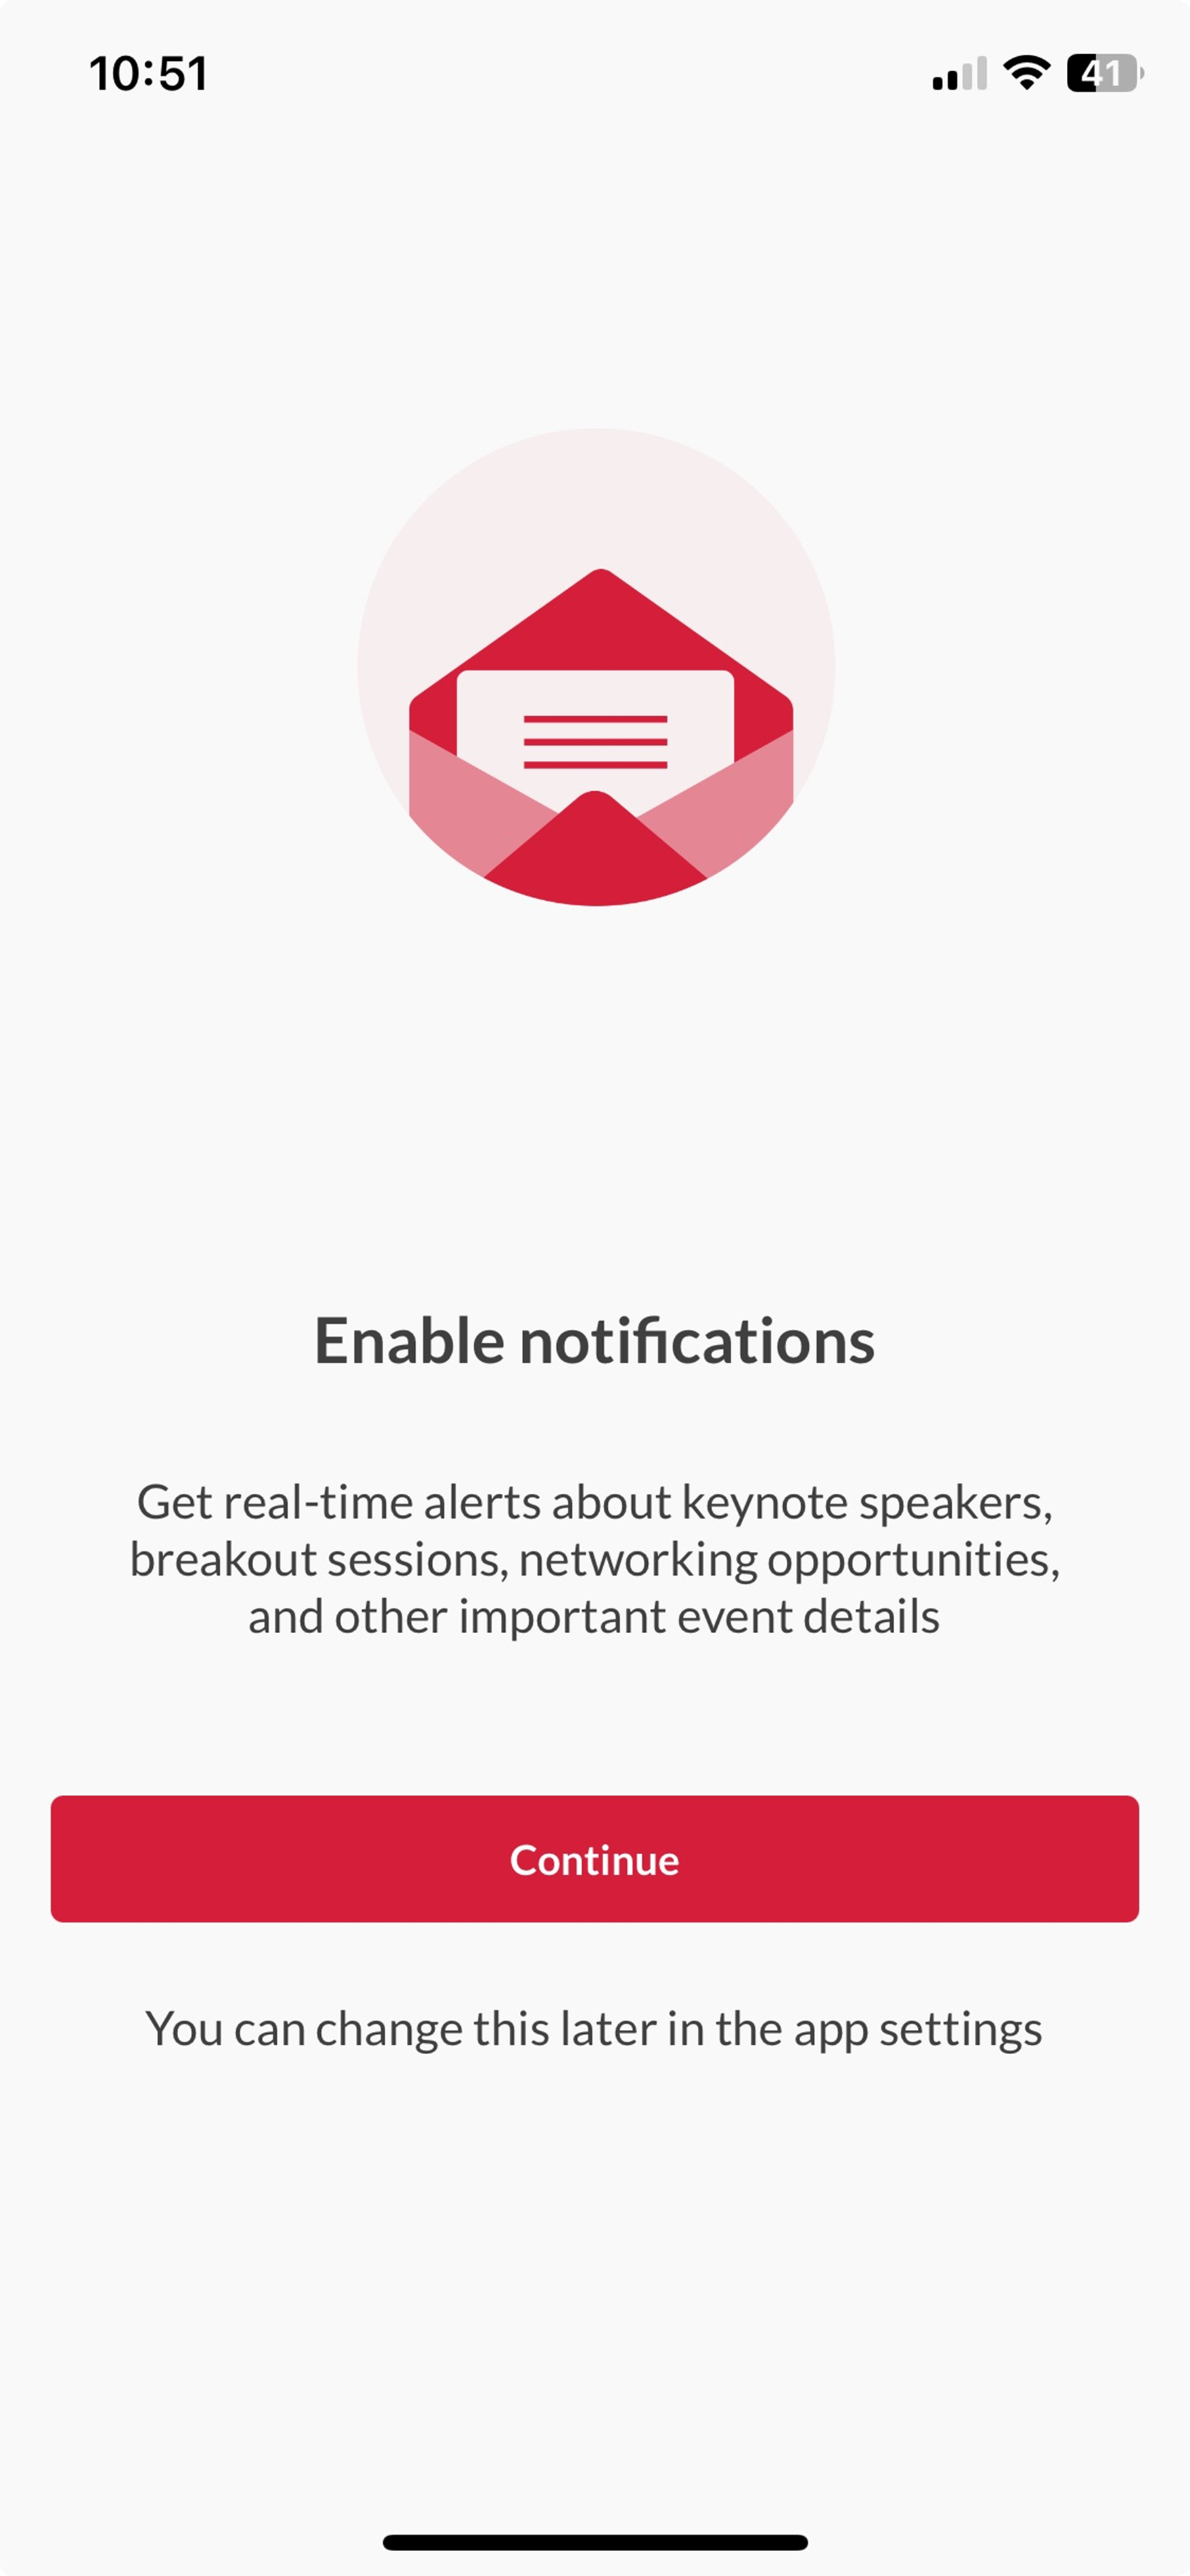 10:51
41
Enable notifications
Get real-time alerts about keynote speakers,
breakout sessions, networking opportunities,
and other important event details
Continue
You can change this later in the app settings